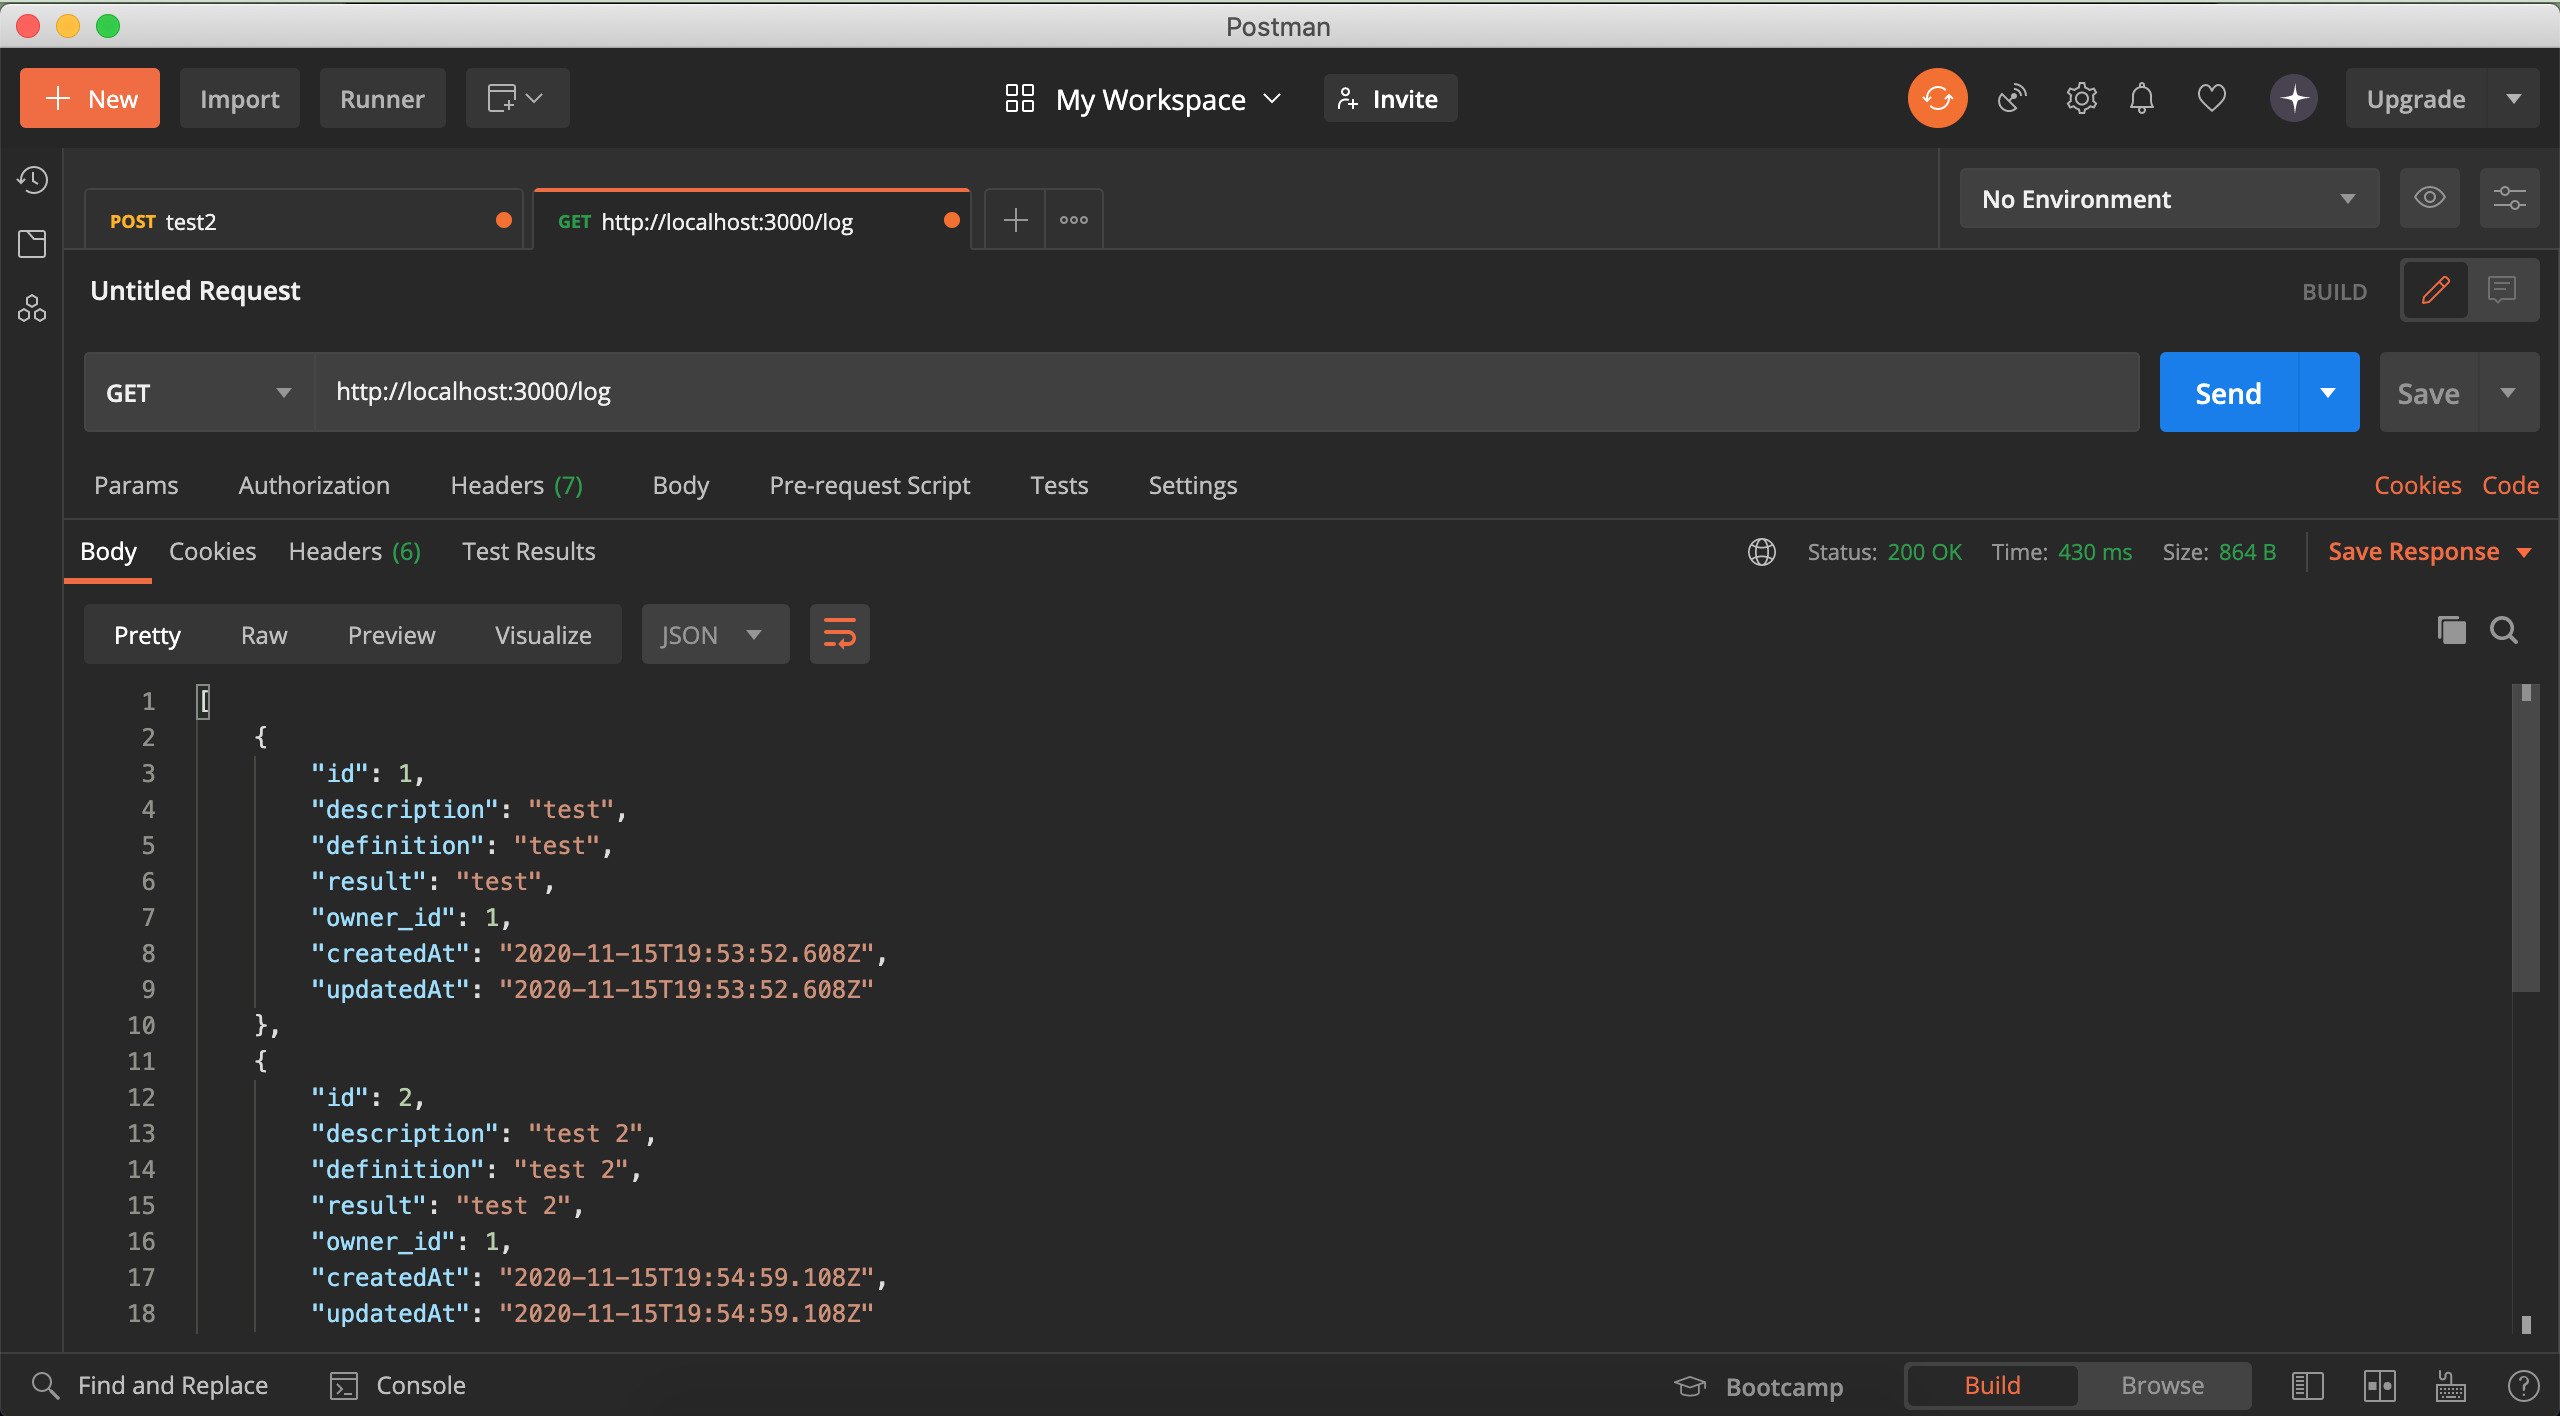 Postman
New Import Runner My Workspace Invite Upgrade
POST test2 GET http://localhost:3000/log No Environment
Untitled Request BUILD
GET http://localhost:3000/log Send Save
Params Authorization Headers (7) Body Pre-request Script Tests Settings Cookies Code
Body Cookies Headers (6) Test Results Status: 200 OK Time: 430 ms Size: 864 B Save Response
Pretty Raw Preview Visualize JSON
1 [
2 {
3 "id": 1,
4 "description": "test",
5 "definition": "test",
6 "result": "test",
7 "owner_id": 1,
8 "createdAt": "2020-11-15T19:53:52.608Z",
9 "updatedAt": "2020-11-15T19:53:52.608Z"
10 },
11 {
12 "id": 2,
13 "description": "test 2",
14 "definition": "test 2",
15 "result": "test 2",
16 "owner_id": 1,
17 "createdAt": "2020-11-15T19:54:59.108Z",
18 "updatedAt": "2020-11-15T19:54:59.108Z"
Find and Replace Console Bootcamp Build Browse